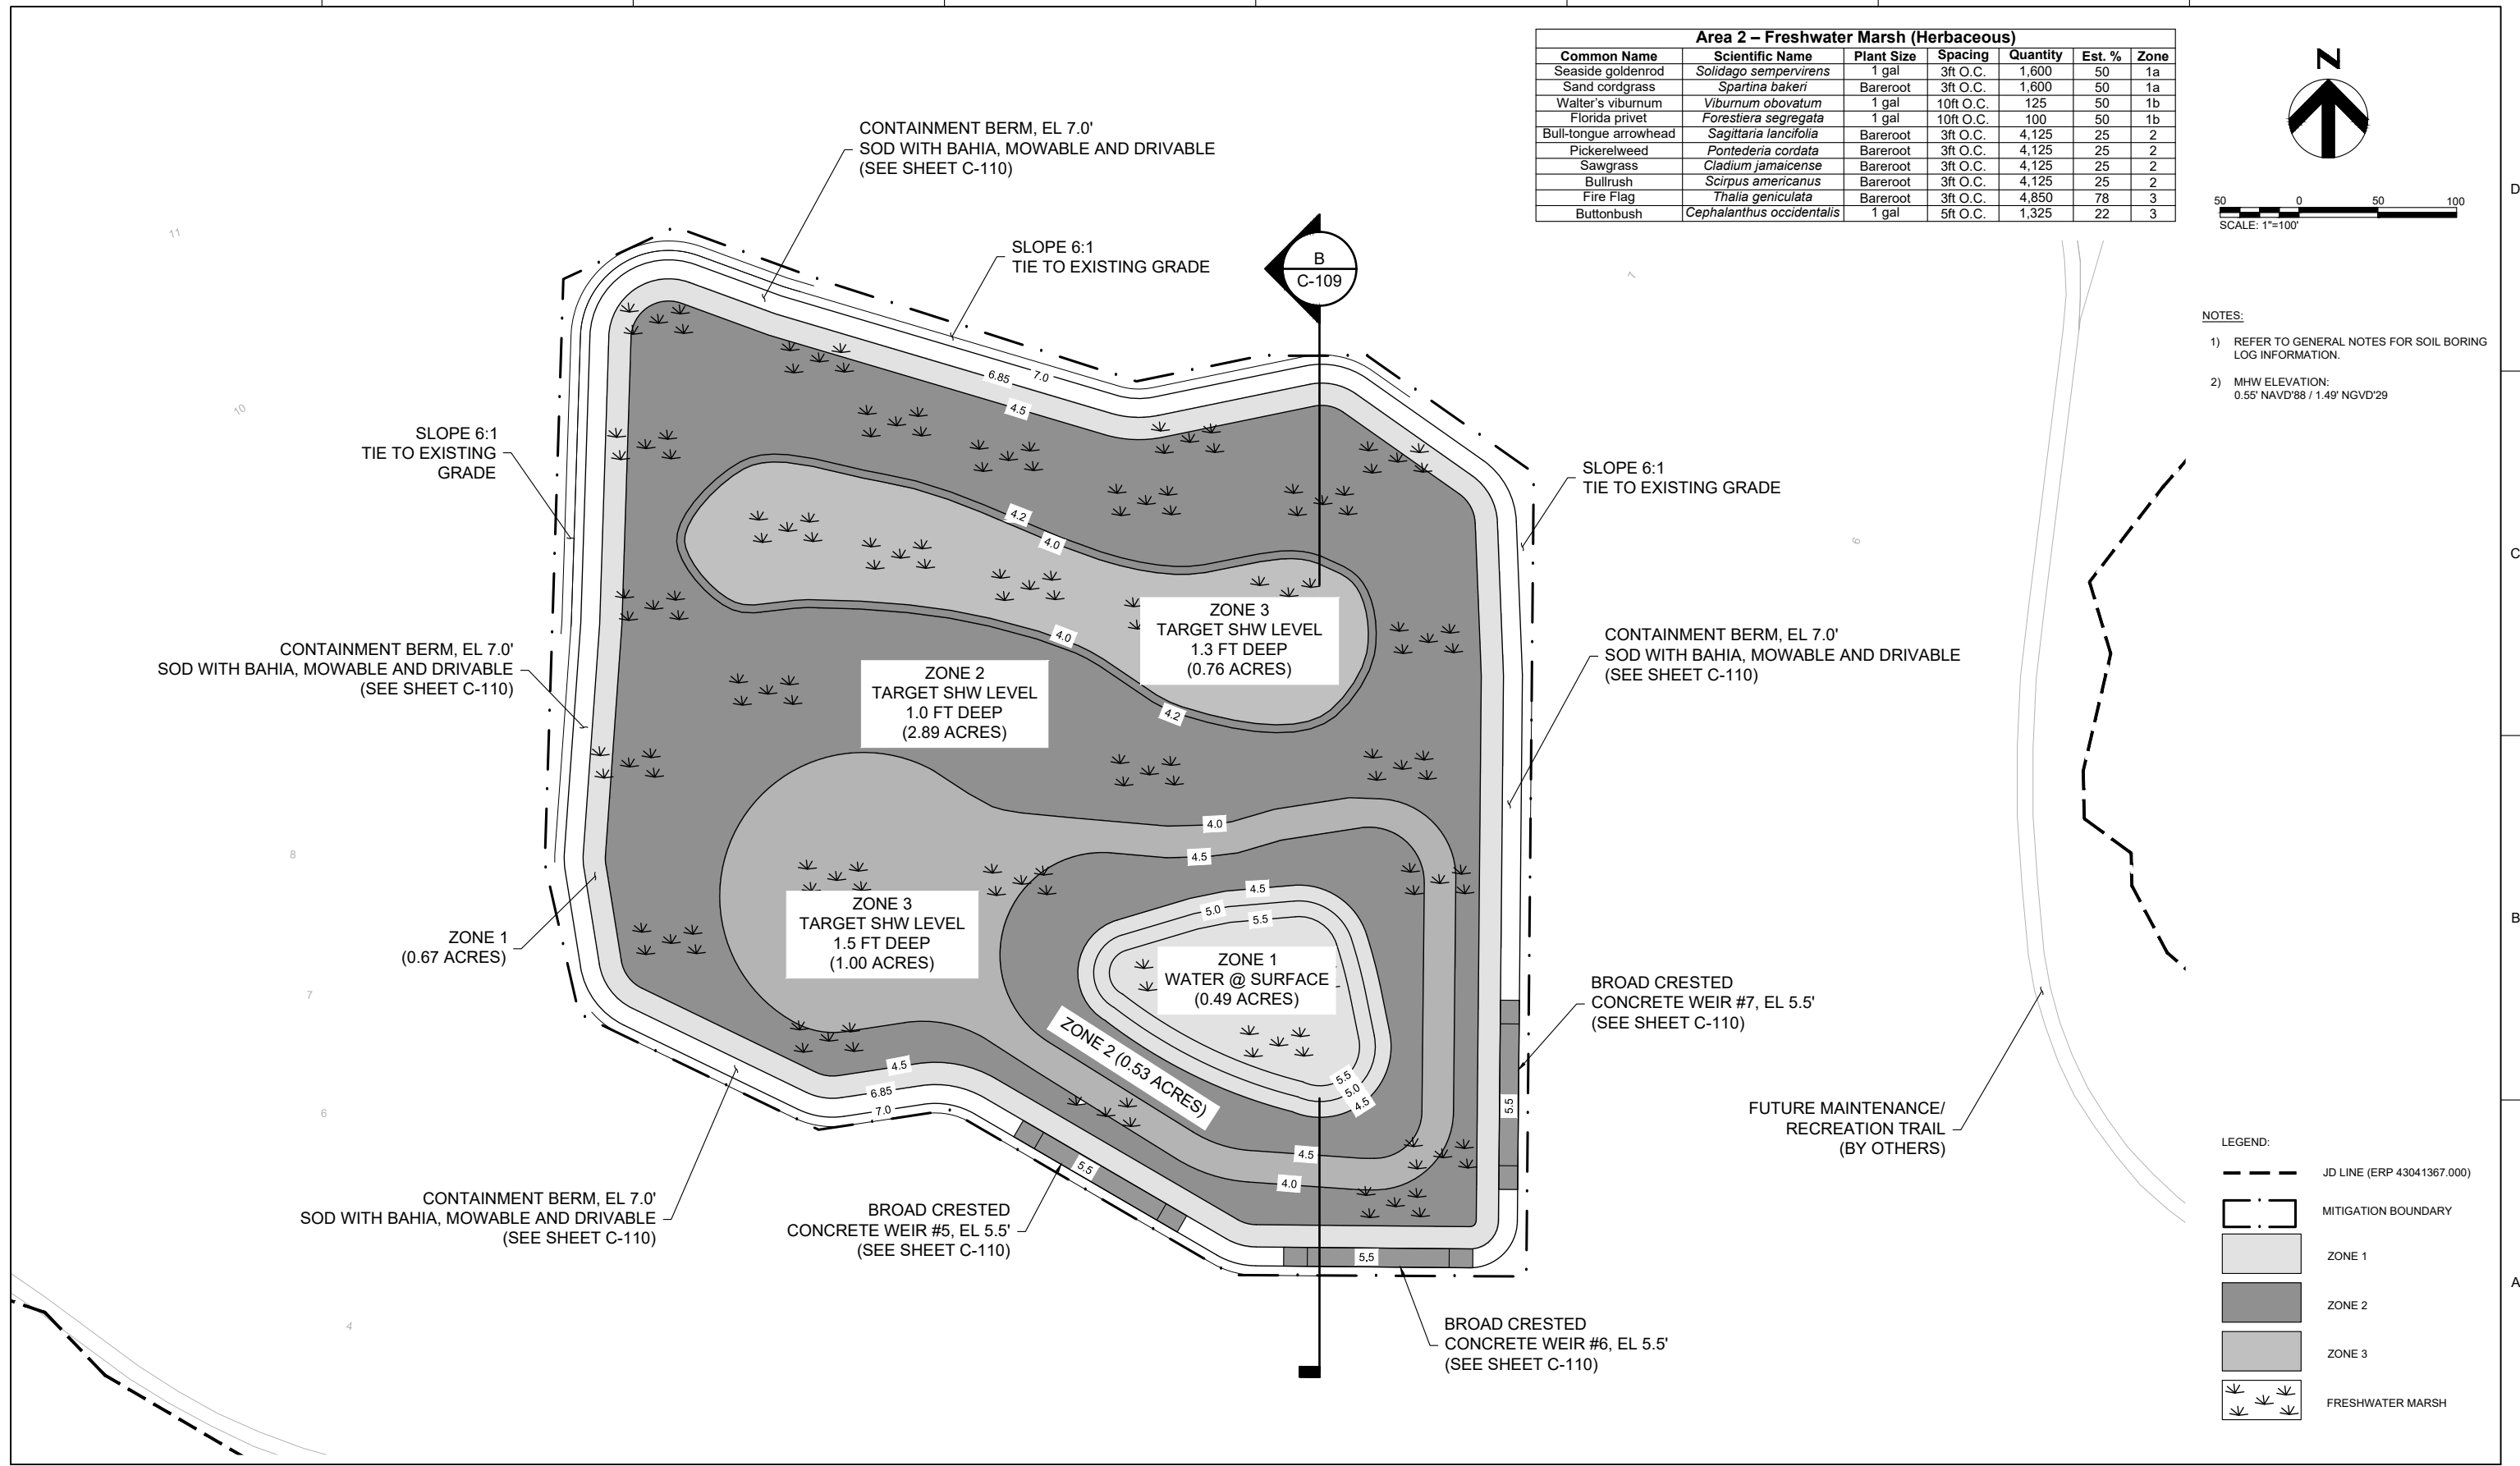 Area 2 – Freshwater Marsh (Herbaceous)
Common Name Scientific Name Plant Size Spacing Quantity Est. % Zone
Seaside goldenrod Solidago sempervirens 1 gal 3ft O.C. 1,600 50 1a
Sand cordgrass Spartina bakeri Bareroot 3ft O.C. 1,600 50 1a
Walter's viburnum Viburnum obovatum 1 gal 10ft O.C. 125 50 1b
Florida privet Forestiera segregata 1 gal 10ft O.C. 100 50 1b
Bull-tongue arrowhead Sagittaria lancifolia Bareroot 3ft O.C. 4,125 25 2
Pickerelweed Pontederia cordata Bareroot 3ft O.C. 4,125 25 2
Sawgrass Cladium jamaicense Bareroot 3ft O.C. 4,125 25 2
Bullrush Scirpus americanus Bareroot 3ft O.C. 4,125 25 2
Fire Flag Thalia geniculata Bareroot 3ft O.C. 4,850 78 3
Buttonbush Cephalanthus occidentalis 1 gal 5ft O.C. 1,325 22 3
N
50 0 50 100
SCALE: 1"=100'
NOTES:
1) REFER TO GENERAL NOTES FOR SOIL BORING
LOG INFORMATION.
2) MHW ELEVATION:
0.55' NAVD'88 / 1.49' NGVD'29
D
C
B
A
CONTAINMENT BERM, EL 7.0'
SOD WITH BAHIA, MOWABLE AND DRIVABLE
(SEE SHEET C-110)
SLOPE 6:1
TIE TO EXISTING GRADE
B
C-109
11
10
7
6
SLOPE 6:1
TIE TO EXISTING
GRADE
6.85
7.0
4.5
SLOPE 6:1
TIE TO EXISTING GRADE
4.2
4.0
4.0
4.2
ZONE 3
TARGET SHW LEVEL
1.3 FT DEEP
(0.76 ACRES)
CONTAINMENT BERM, EL 7.0'
SOD WITH BAHIA, MOWABLE AND DRIVABLE
(SEE SHEET C-110)
ZONE 2
TARGET SHW LEVEL
1.0 FT DEEP
(2.89 ACRES)
CONTAINMENT BERM, EL 7.0'
SOD WITH BAHIA, MOWABLE AND DRIVABLE
(SEE SHEET C-110)
4.0
4.5
8
4.5
5.0
5.5
ZONE 3
TARGET SHW LEVEL
1.5 FT DEEP
(1.00 ACRES)
ZONE 1
(0.67 ACRES)
ZONE 1
WATER @ SURFACE
(0.49 ACRES)
7
BROAD CRESTED
CONCRETE WEIR #7, EL 5.5'
(SEE SHEET C-110)
ZONE 2 (0.53 ACRES)
5.5
5.0
4.5
4.5
6.85
7.0
6
5.5
FUTURE MAINTENANCE/
RECREATION TRAIL
(BY OTHERS)
4.5
4.0
5.5
CONTAINMENT BERM, EL 7.0'
SOD WITH BAHIA, MOWABLE AND DRIVABLE
(SEE SHEET C-110)
BROAD CRESTED
CONCRETE WEIR #5, EL 5.5'
(SEE SHEET C-110)
5.5
4
BROAD CRESTED
CONCRETE WEIR #6, EL 5.5'
(SEE SHEET C-110)
LEGEND:
JD LINE (ERP 43041367.000)
MITIGATION BOUNDARY
ZONE 1
ZONE 2
ZONE 3
FRESHWATER MARSH